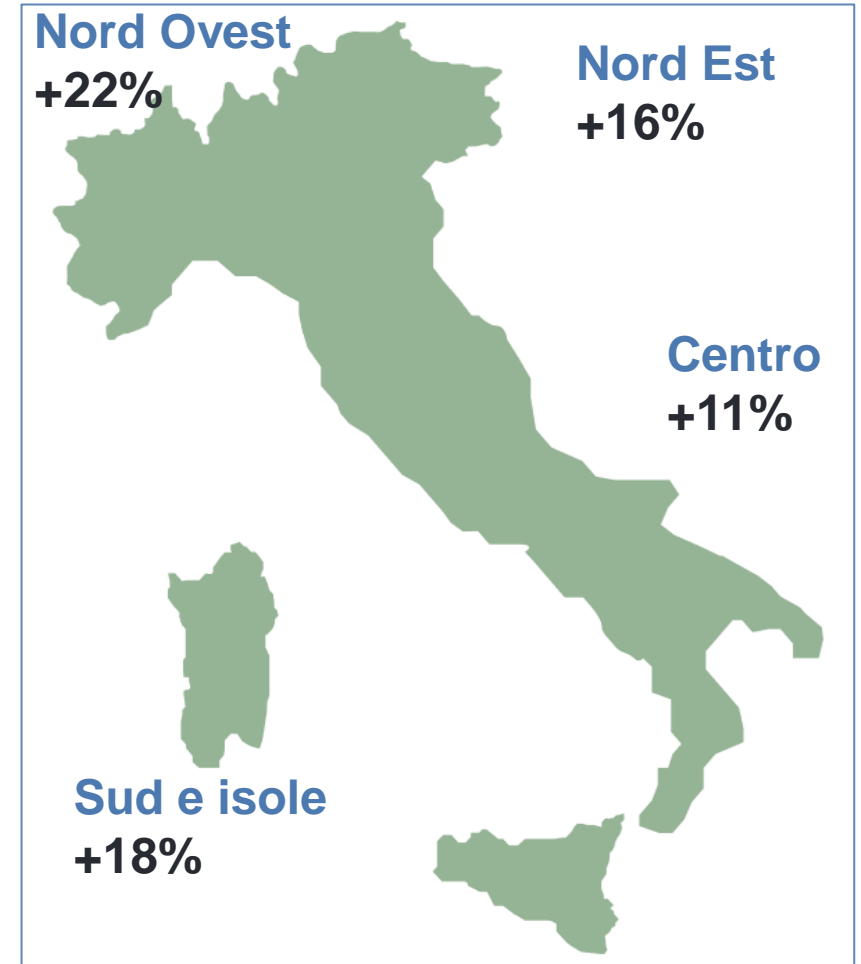 Nord Ovest
+22%
Nord Est
+16%
Centro
+11%
Sud e isole
+18%